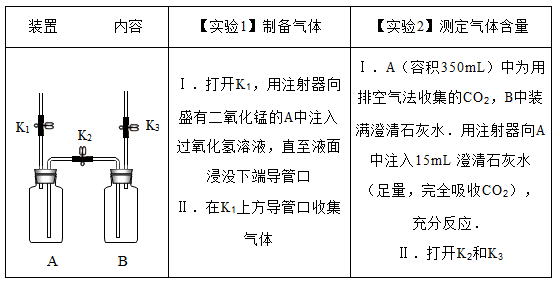 装置 内容 【实验1】制备气体 【实验2】测定气体含量
K₁
K₂
K₃
A B
Ⅰ．打开K₁，用注射器向
盛有二氧化锰的A中注入
过氧化氢溶液，直至液面
浸没下端导管口
Ⅱ．在K₁上方导管口收集
气体
Ⅰ．A（容积350mL）中为用
排空气法收集的CO₂，B中装
满澄清石灰水．用注射器向A
中注入15mL 澄清石灰水
（足量，完全吸收CO₂），
充分反应．
Ⅱ．打开K₂和K₃